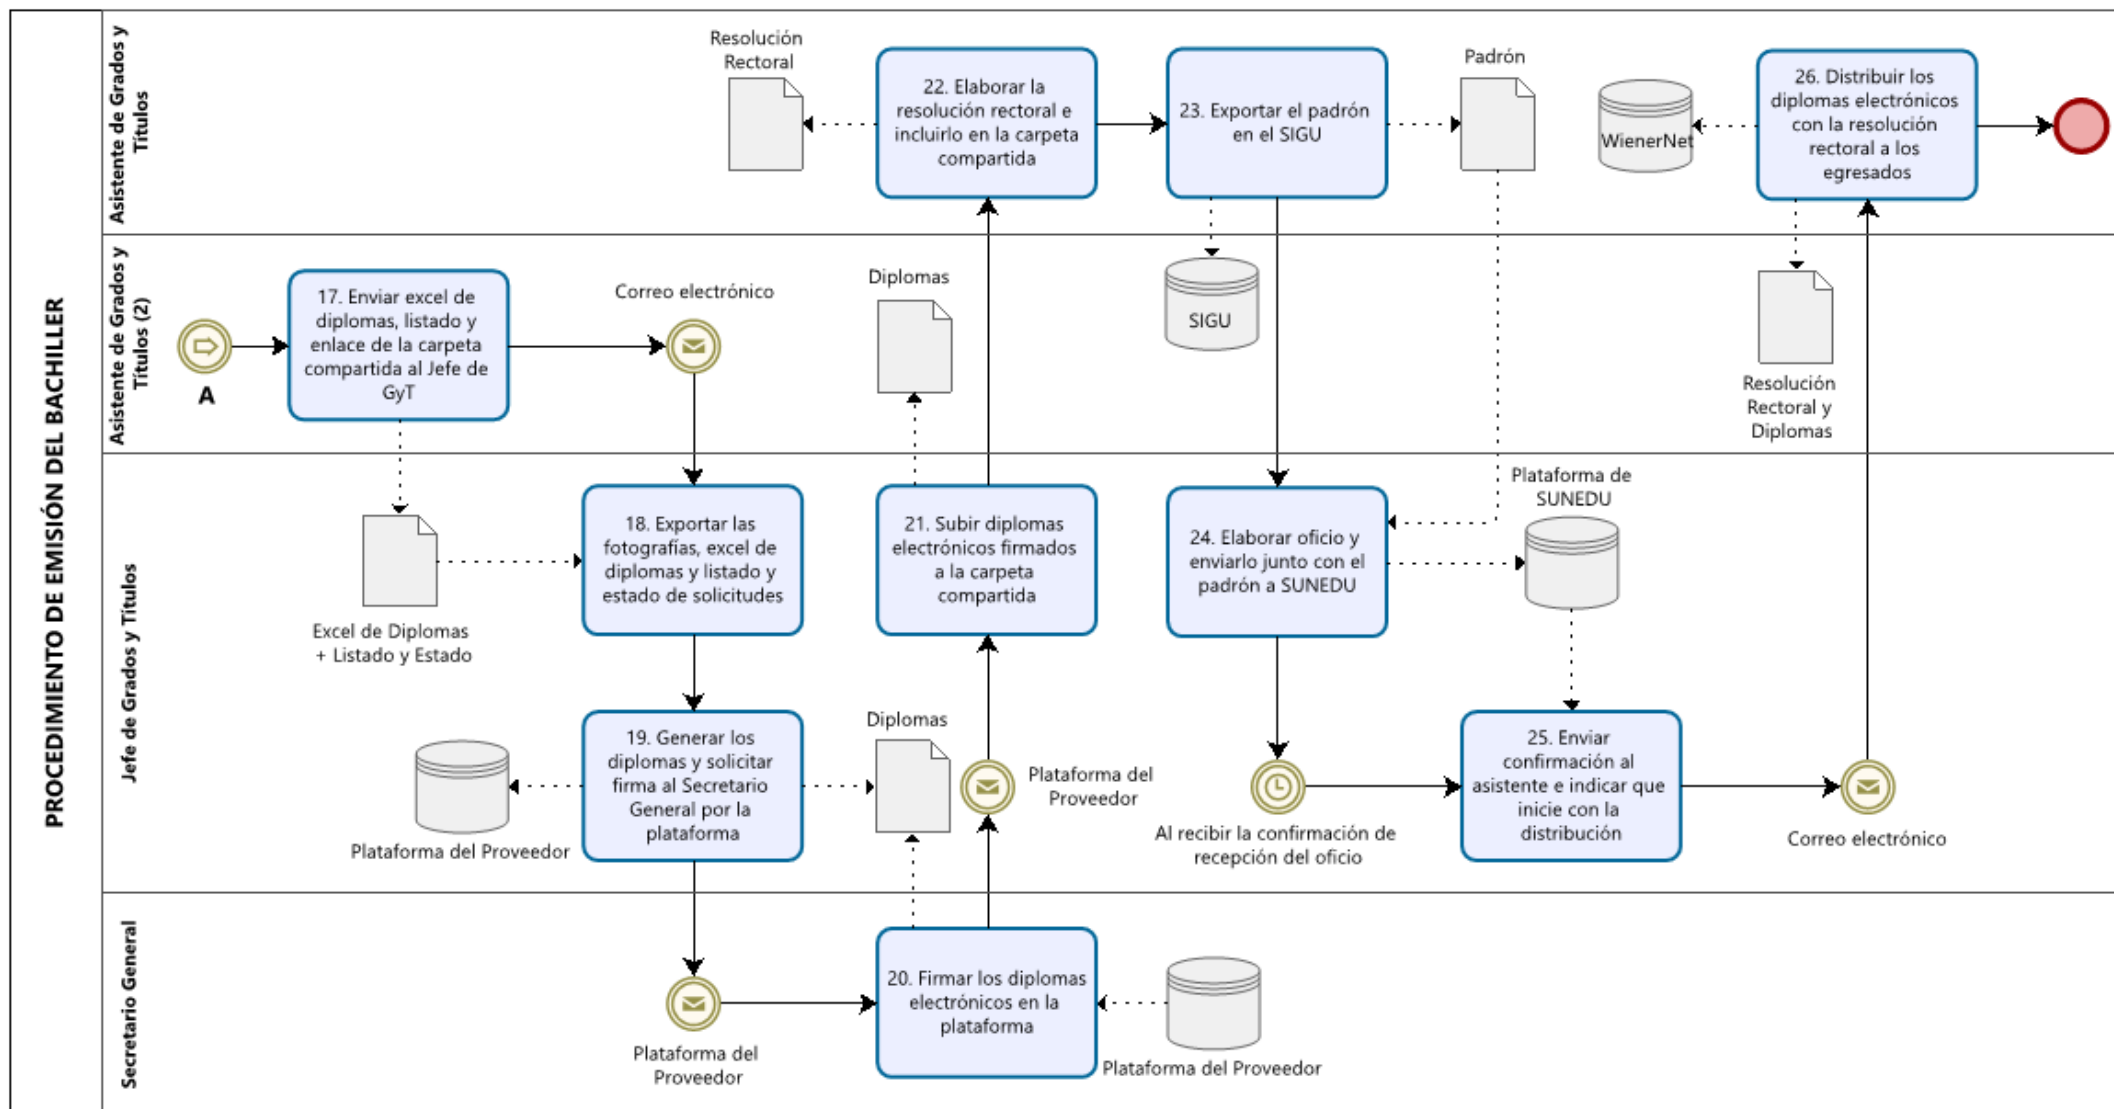 PROCEDIMIENTO DE EMISIÓN DEL BACHILLER
Asistente de Grados y
Títulos
Resolución
Rectoral
22. Elaborar la
resolución rectoral e
incluirlo en la carpeta
compartida
23. Exportar el padrón
en el SIGU
Padrón
WienerNet
26. Distribuir los
diplomas electrónicos
con la resolución
rectoral a los
egresados
Asistente de Grados y
Títulos (2)
A
17. Enviar excel de
diplomas, listado y
enlace de la carpeta
compartida al Jefe de
GyT
Correo electrónico
Diplomas
SIGU
Resolución
Rectoral y
Diplomas
Jefe de Grados y Títulos
Excel de Diplomas
+ Listado y Estado
18. Exportar las
fotografías, excel de
diplomas y listado y
estado de solicitudes
21. Subir diplomas
electrónicos firmados
a la carpeta
compartida
24. Elaborar oficio y
enviarlo junto con el
padrón a SUNEDU
Plataforma de
SUNEDU
Plataforma del Proveedor
19. Generar los
diplomas y solicitar
firma al Secretario
General por la
plataforma
Diplomas
Plataforma del
Proveedor
Al recibir la confirmación de
recepción del oficio
25. Enviar
confirmación al
asistente e indicar que
inicie con la
distribución
Correo electrónico
Secretario General
Plataforma del
Proveedor
20. Firmar los diplomas
electrónicos en la
plataforma
Plataforma del Proveedor